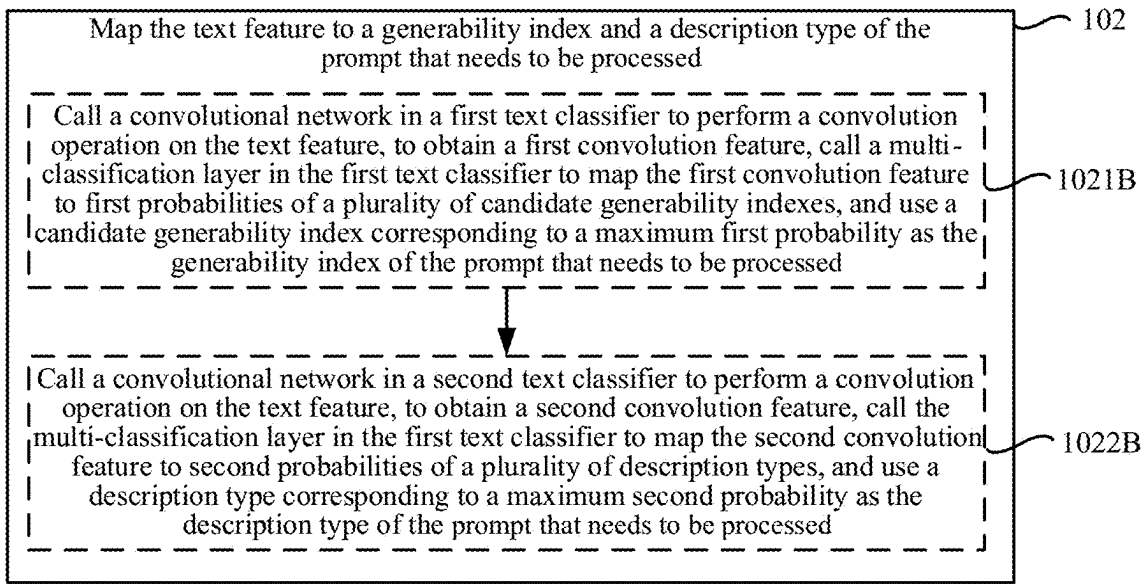 Map the text feature to a generability index and a description type of the
prompt that needs to be processed
102
Call a convolutional network in a first text classifier to perform a convolution
operation on the text feature, to obtain a first convolution feature, call a multi-
classification layer in the first text classifier to map the first convolution feature
to first probabilities of a plurality of candidate generability indexes, and use a
candidate generability index corresponding to a maximum first probability as the
generability index of the prompt that needs to be processed
1021B
Call a convolutional network in a second text classifier to perform a convolution
operation on the text feature, to obtain a second convolution feature, call the
multi-classification layer in the first text classifier to map the second convolution
feature to second probabilities of a plurality of description types, and use a
description type corresponding to a maximum second probability as the
description type of the prompt that needs to be processed
1022B